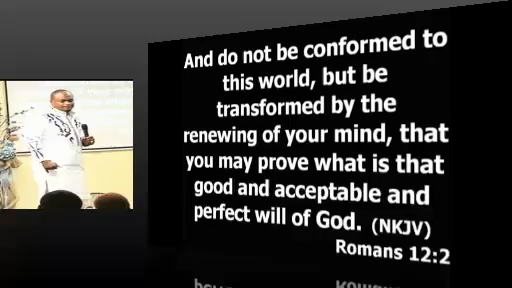 And do not be conformed to
this world, but be
transformed by the
renewing of your mind, that
you may prove what is that
good and acceptable and
perfect will of God. (NKJV)
Romans 12:2